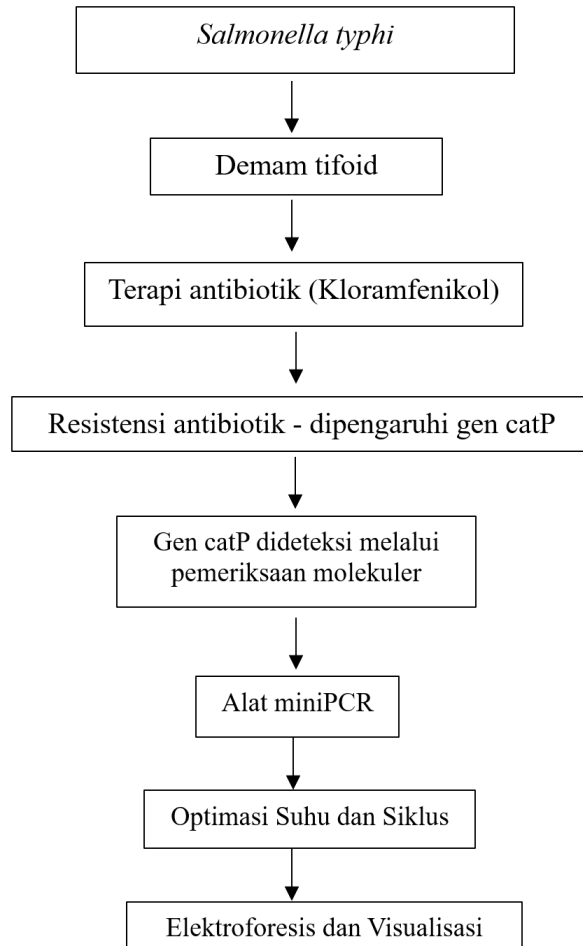 Salmonella typhi
Demam tifoid
Terapi antibiotik (Kloramfenikol)
Resistensi antibiotik - dipengaruhi gen catP
Gen catP dideteksi melalui
pemeriksaan molekuler
Alat miniPCR
Optimasi Suhu dan Siklus
Elektroforesis dan Visualisasi